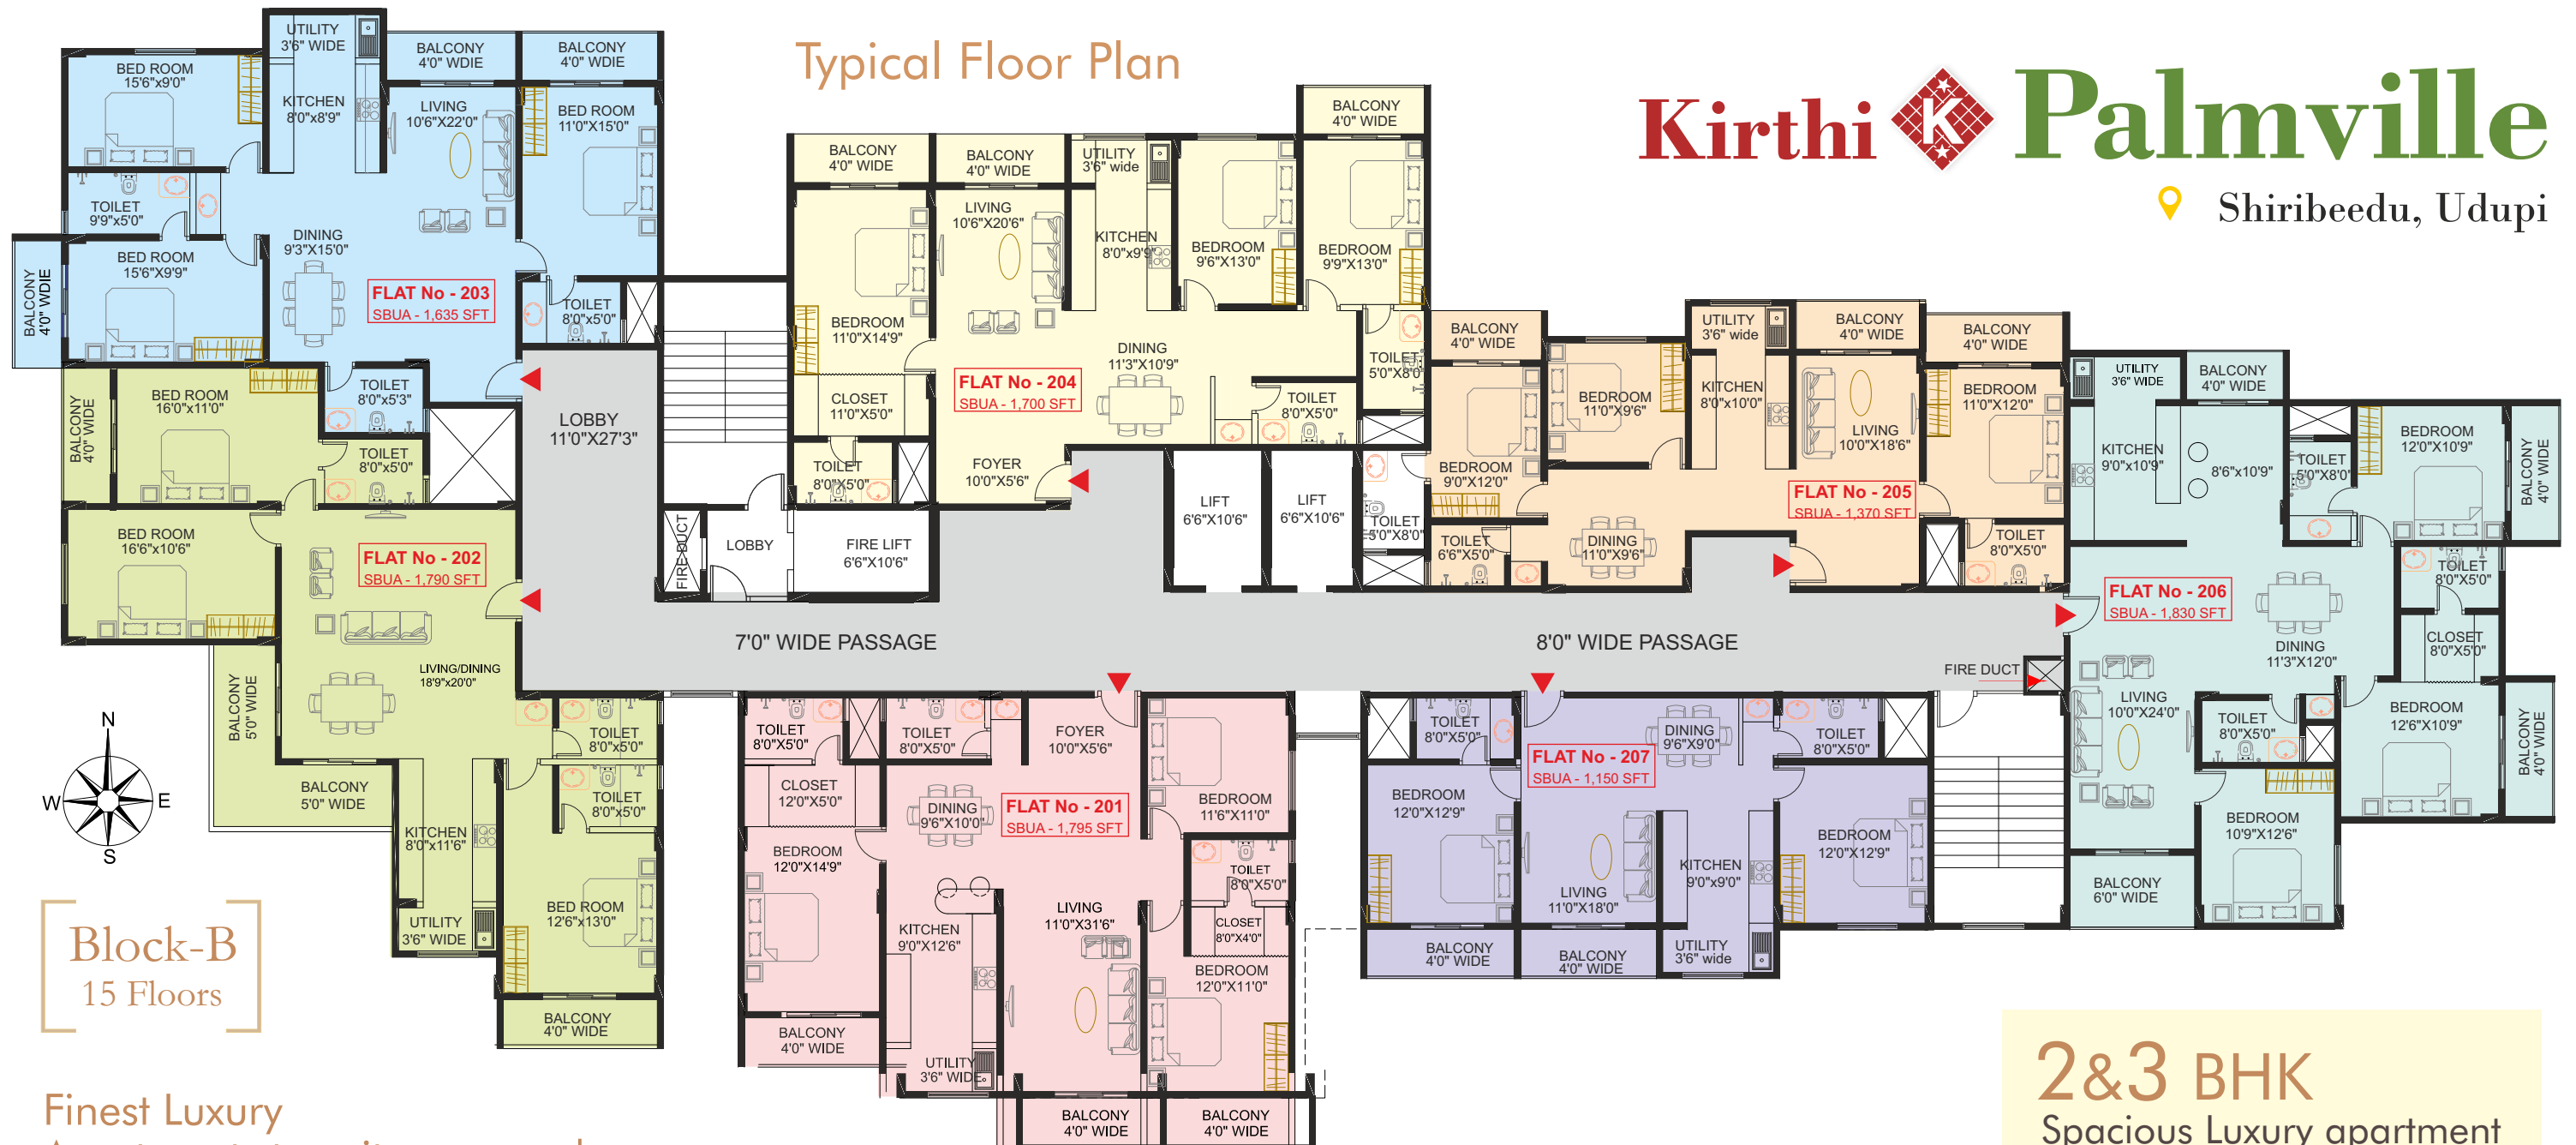 Typical Floor Plan
Kirthi K Palmville
Shiribeedu, Udupi
UTILITY
3'6" WIDE
BED ROOM
15'6"x9'0"
KITCHEN
8'0"x8'9"
BALCONY
4'0" WDIE
BALCONY
4'0" WDIE
LIVING
10'6"X22'0"
BED ROOM
11'0"X15'0"
TOILET
9'9"x5'0"
DINING
9'3"X15'0"
BED ROOM
15'6"X9'9"
BALCONY
4'0" WDIE
FLAT No - 203
SBUA - 1,635 SFT
TOILET
8'0"x5'0"
TOILET
8'0"x5'3"
BALCONY
4'0" WIDE
BALCONY
4'0" WIDE
UTILITY
3'6" wide
BALCONY
4'0" WIDE
LIVING
10'6"X20'6"
KITCHEN
8'0"x9'9"
BEDROOM
9'6"X13'0"
BEDROOM
9'9"X13'0"
BEDROOM
11'0"X14'9"
DINING
11'3"X10'9"
FLAT No - 204
SBUA - 1,700 SFT
TOILET
5'0"X8'0"
CLOSET
11'0"X5'0"
TOILET
8'0"X5'0"
TOILET
8'0"X5'0"
FOYER
10'0"X5'6"
BALCONY
4'0" WIDE
UTILITY
3'6" wide
BALCONY
4'0" WIDE
BALCONY
4'0" WIDE
BEDROOM
11'0"X9'6"
KITCHEN
8'0"x10'0"
LIVING
10'0"X18'6"
BEDROOM
11'0"X12'0"
BEDROOM
9'0"X12'0"
FLAT No - 205
SBUA - 1,370 SFT
TOILET
5'0"X8'0"
TOILET
6'6"X5'0"
DINING
11'0"X9'6"
TOILET
8'0"X5'0"
UTILITY
3'6" WIDE
BALCONY
4'0" WIDE
KITCHEN
9'0"x10'9"
8'6"x10'9"
TOILET
5'0"X8'0"
BEDROOM
12'0"X10'9"
BALCONY
4'0" WIDE
FLAT No - 206
SBUA - 1,830 SFT
TOILET
8'0"X5'0"
DINING
11'3"X12'0"
CLOSET
8'0"X5'0"
LIVING
10'0"X24'0"
TOILET
8'0"X5'0"
BEDROOM
12'6"X10'9"
BALCONY
4'0" WIDE
BEDROOM
10'9"X12'6"
BALCONY
6'0" WIDE
LOBBY
11'0"X27'3"
FIRE DUCT
LOBBY
FIRE LIFT
6'6"X10'6"
LIFT
6'6"X10'6"
LIFT
6'6"X10'6"
7'0" WIDE PASSAGE
8'0" WIDE PASSAGE
FIRE DUCT
BALCONY
4'0" WIDE
BED ROOM
16'0"x11'0"
TOILET
8'0"x5'0"
BED ROOM
16'6"x10'6"
FLAT No - 202
SBUA - 1,790 SFT
LIVING/DINING
18'9"x20'0"
BALCONY
5'0" WIDE
BALCONY
5'0" WIDE
TOILET
8'0"x5'0"
TOILET
8'0"x5'0"
KITCHEN
8'0"x11'6"
UTILITY
3'6" WIDE
BED ROOM
12'6"x13'0"
BALCONY
4'0" WIDE
TOILET
8'0"X5'0"
TOILET
8'0"X5'0"
FOYER
10'0"X5'6"
CLOSET
12'0"X5'0"
DINING
9'6"X10'0"
FLAT No - 201
SBUA - 1,795 SFT
BEDROOM
11'6"X11'0"
BEDROOM
12'0"X14'9"
TOILET
8'0"X5'0"
LIVING
11'0"X31'6"
CLOSET
8'0"X4'0"
KITCHEN
9'0"X12'6"
BEDROOM
12'0"X11'0"
BALCONY
4'0" WIDE
UTILITY
3'6" WIDE
BALCONY
4'0" WIDE
BALCONY
4'0" WIDE
TOILET
8'0"X5'0"
DINING
9'6"X9'0"
TOILET
8'0"X5'0"
FLAT No - 207
SBUA - 1,150 SFT
BEDROOM
12'0"X12'9"
BEDROOM
12'0"X12'9"
KITCHEN
9'0"x9'0"
LIVING
11'0"X18'0"
BALCONY
4'0" WIDE
BALCONY
4'0" WIDE
UTILITY
3'6" wide
N
W E
S
Block-B
15 Floors
Finest Luxury
2&3 BHK
Spacious Luxury apartment